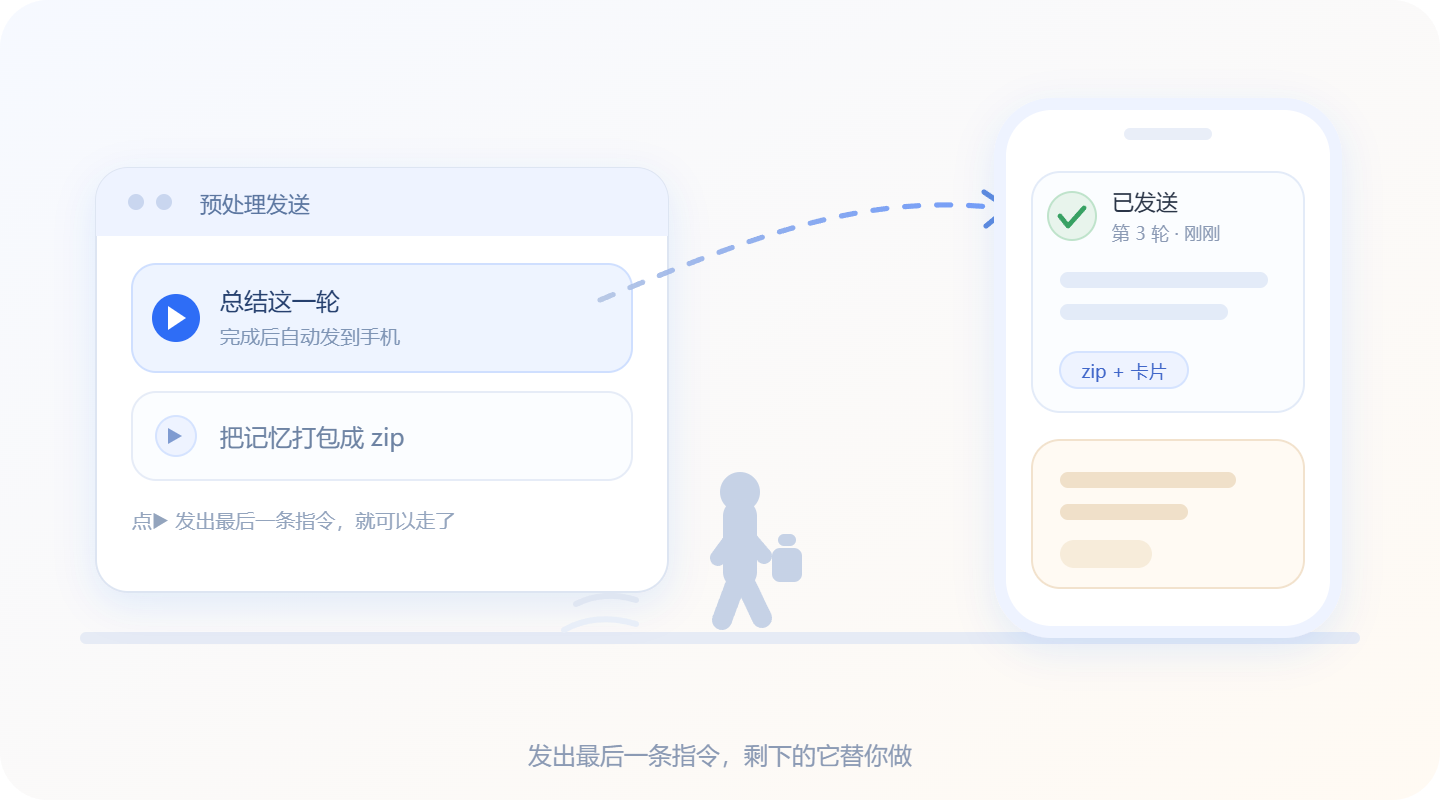 预处理发送
总结这一轮
完成后自动发到手机
把记忆打包成 zip
点▶ 发出最后一条指令，就可以走了
已发送
第 3 轮 · 刚刚
zip + 卡片
发出最后一条指令，剩下的它替你做